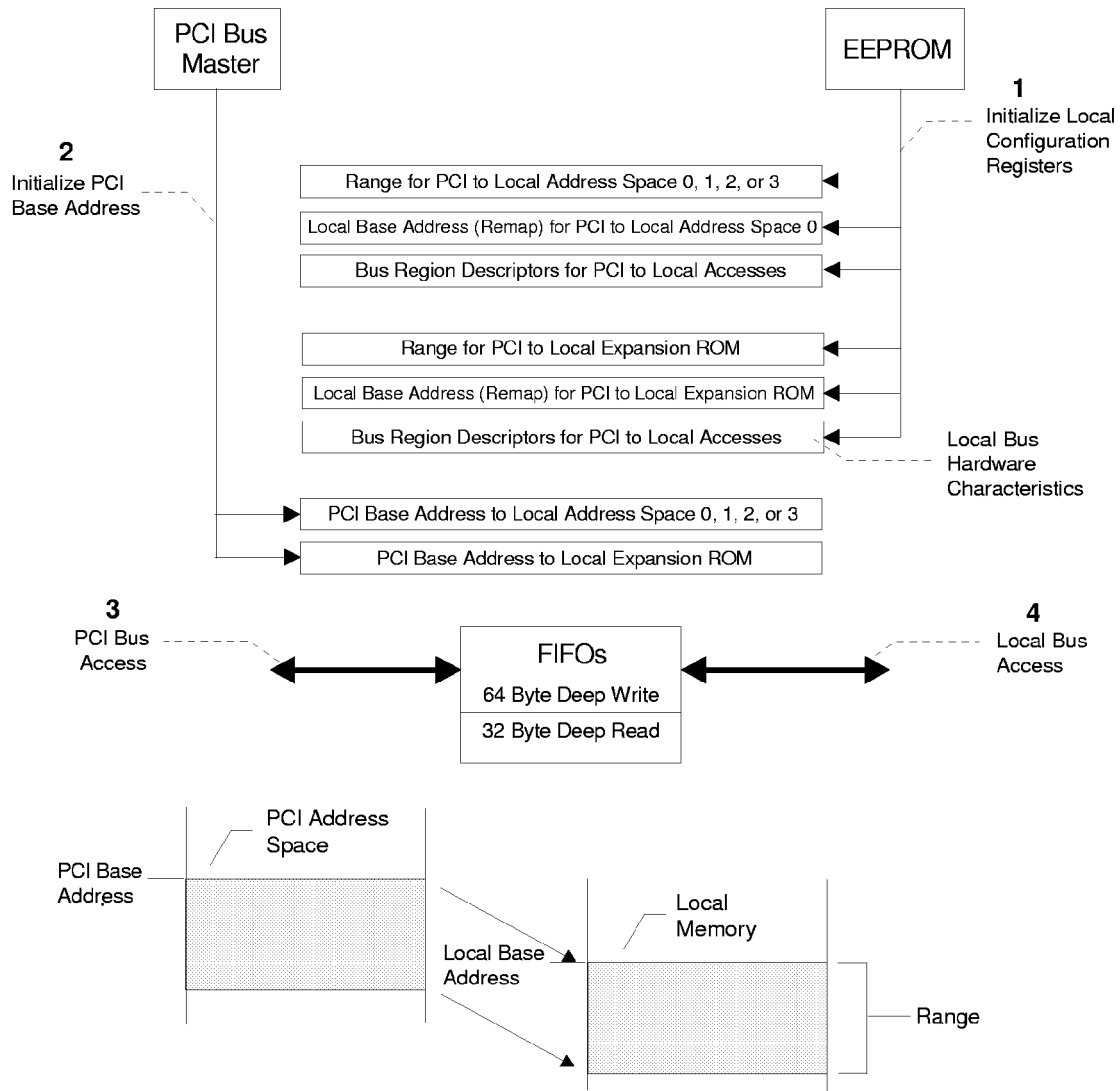 PCI Bus
Master
EEPROM
1
Initialize Local
Configuration
Registers
2
Initialize PCI
Base Address
Range for PCI to Local Address Space 0, 1, 2, or 3
Local Base Address (Remap) for PCI to Local Address Space 0
Bus Region Descriptors for PCI to Local Accesses
Range for PCI to Local Expansion ROM
Local Base Address (Remap) for PCI to Local Expansion ROM
Bus Region Descriptors for PCI to Local Accesses
Local Bus
Hardware
Characteristics
PCI Base Address to Local Address Space 0, 1, 2, or 3
PCI Base Address to Local Expansion ROM
3
PCI Bus
Access
FIFOs
64 Byte Deep Write
32 Byte Deep Read
4
Local Bus
Access
PCI Address
Space
PCI Base
Address
Local
Memory
Local Base
Address
Range